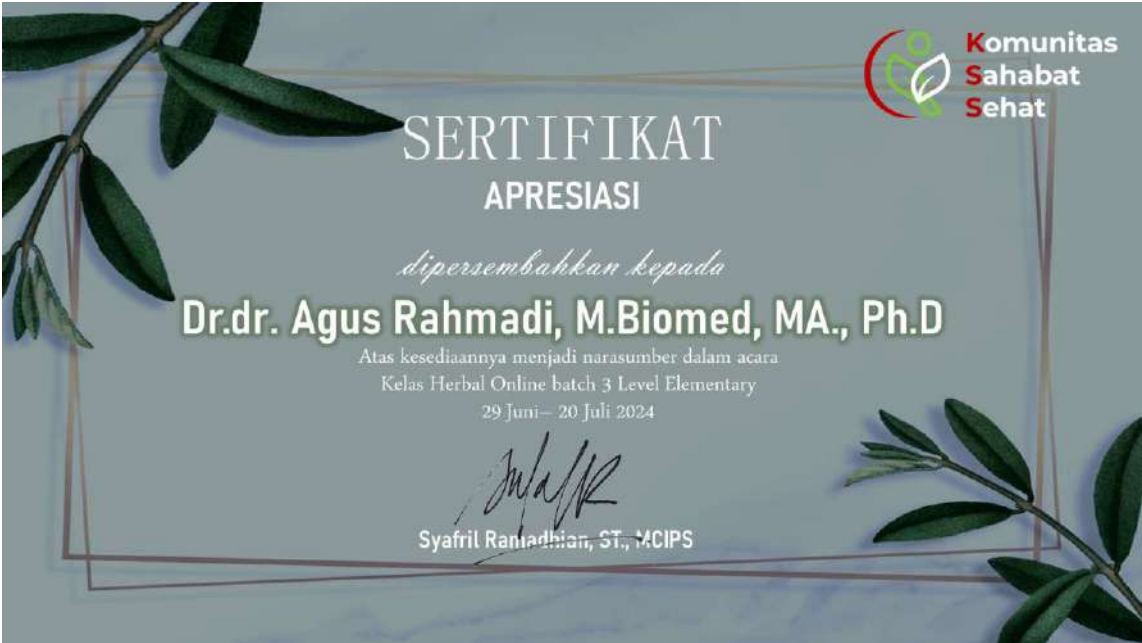 Komunitas
Sahabat
Sehat
SERTIFIKAT
APRESIASI
dipersembahkan kepada
Dr.dr. Agus Rahmadi, M.Biomed, MA., Ph.D
Atas kesediaannya menjadi narasumber dalam acara
Kelas Herbal Online batch 3 Level Elementary
29 Juni– 20 Juli 2024
Syafril Ramadhian, ST., MCIPS